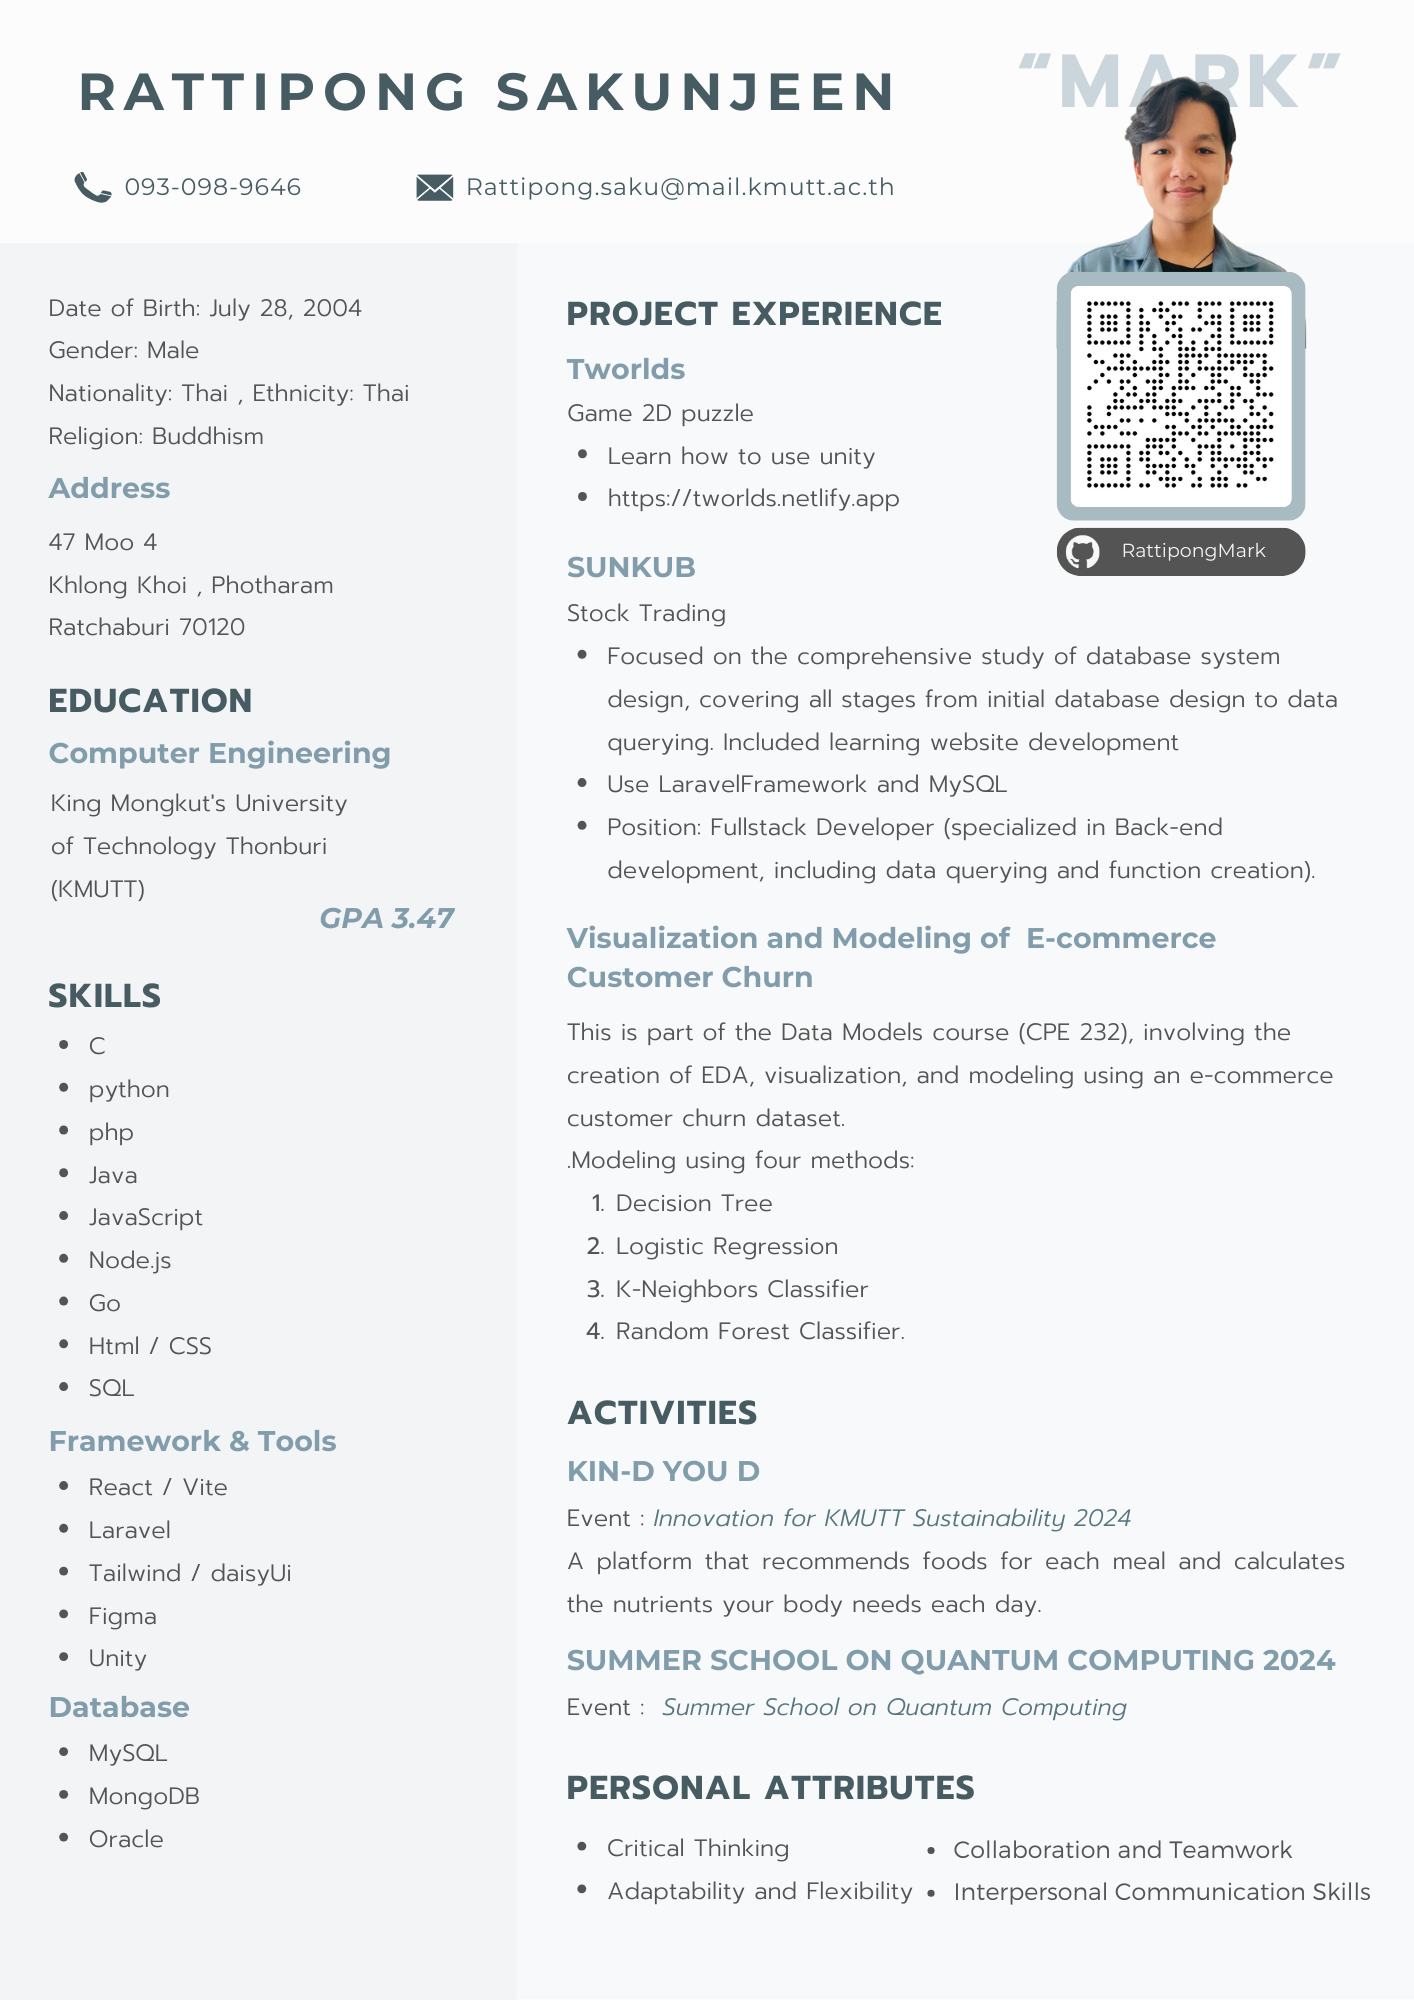 RATTIPONG SAKUNJEEN
"MARK"
093-098-9646
Rattipong.saku@mail.kmutt.ac.th
Date of Birth: July 28, 2004
Gender: Male
Nationality: Thai , Ethnicity: Thai
Religion: Buddhism
Address
47 Moo 4
Khlong Khoi , Photharam
Ratchaburi 70120
EDUCATION
Computer Engineering
King Mongkut's University
of Technology Thonburi
(KMUTT)
GPA 3.47
SKILLS
• C
• python
• php
• Java
• JavaScript
• Node.js
• Go
• Html / CSS
• SQL
Framework & Tools
• React / Vite
• Laravel
• Tailwind / daisyUi
• Figma
• Unity
Database
• MySQL
• MongoDB
• Oracle
PROJECT EXPERIENCE
Tworlds
Game 2D puzzle
• Learn how to use unity
• https://tworlds.netlify.app
RattipongMark
SUNKUB
Stock Trading
• Focused on the comprehensive study of database system
design, covering all stages from initial database design to data
querying. Included learning website development
• Use LaravelFramework and MySQL
• Position: Fullstack Developer (specialized in Back-end
development, including data querying and function creation).
Visualization and Modeling of E-commerce
Customer Churn
This is part of the Data Models course (CPE 232), involving the
creation of EDA, visualization, and modeling using an e-commerce
customer churn dataset.
.Modeling using four methods:
1. Decision Tree
2. Logistic Regression
3. K-Neighbors Classifier
4. Random Forest Classifier.
ACTIVITIES
KIN-D YOU D
Event : Innovation for KMUTT Sustainability 2024
A platform that recommends foods for each meal and calculates
the nutrients your body needs each day.
SUMMER SCHOOL ON QUANTUM COMPUTING 2024
Event : Summer School on Quantum Computing
PERSONAL ATTRIBUTES
• Critical Thinking
• Adaptability and Flexibility
• Collaboration and Teamwork
• Interpersonal Communication Skills